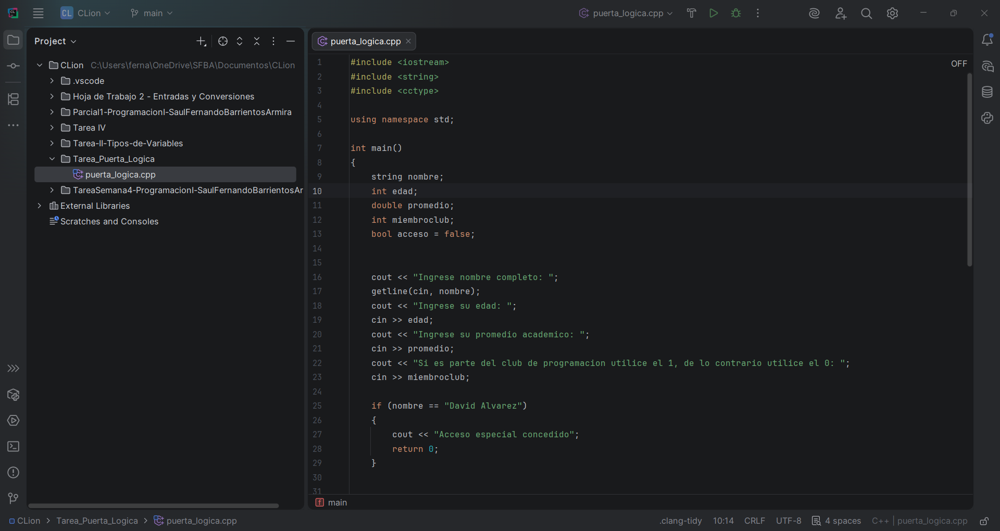 CL CLion main puerta_logica.cpp
Project
CLion C:\Users\ferna\OneDrive\SFBA\Documentos\CLion
.vscode
Hoja de Trabajo 2 - Entradas y Conversiones
Parcial1-ProgramacionI-SaulFernandoBarrientosArmira
Tarea IV
Tarea-II-Tipos-de-Variables
Tarea_Puerta_Logica
puerta_logica.cpp
TareaSemana4-ProgramacionI-SaulFernandoBarrientosAr
External Libraries
Scratches and Consoles
puerta_logica.cpp
OFF
1 #include <iostream>
2 #include <string>
3 #include <cctype>
4
5 using namespace std;
6
7 int main()
8 {
9 string nombre;
10 int edad;
11 double promedio;
12 int miembroclub;
13 bool acceso = false;
14
15
16 cout << "Ingrese nombre completo: ";
17 getline(cin, nombre);
18 cout << "Ingrese su edad: ";
19 cin >> edad;
20 cout << "Ingrese su promedio academico: ";
21 cin >> promedio;
22 cout << "Si es parte del club de programacion utilice el 1, de lo contrario utilice el 0: ";
23 cin >> miembroclub;
24
25 if (nombre == "David Alvarez")
26 {
27 cout << "Acceso especial concedido";
28 return 0;
29 }
30
31
f main
CLion > Tarea_Puerta_Logica > puerta_logica.cpp
.clang-tidy 10:14 CRLF UTF-8 4 spaces C++ | puerta_logica.cpp